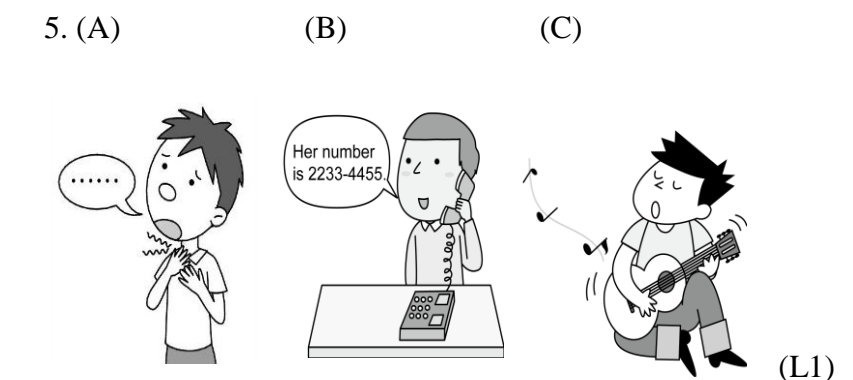 5. (A) (B) (C)
......
Her number
is 2233-4455.
(L1)